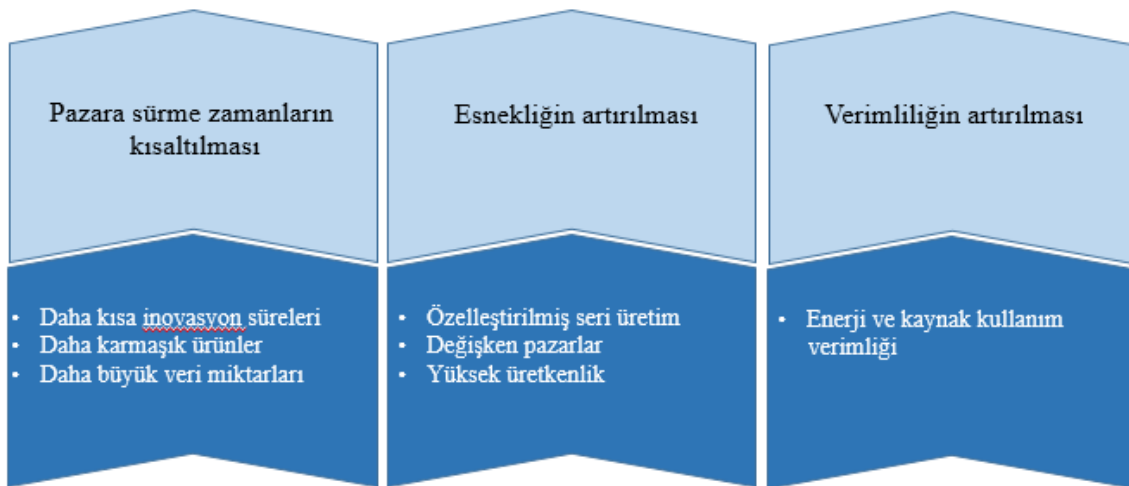 Pazara sürme zamanların
kısaltılması
Esnekliğin artırılması
Verimliliğin artırılması
• Daha kısa inovasyon süreleri
• Daha karmaşık ürünler
• Daha büyük veri miktarları
• Özelleştirilmiş seri üretim
• Değişken pazarlar
• Yüksek üretkenlik
• Enerji ve kaynak kullanım
verimliği